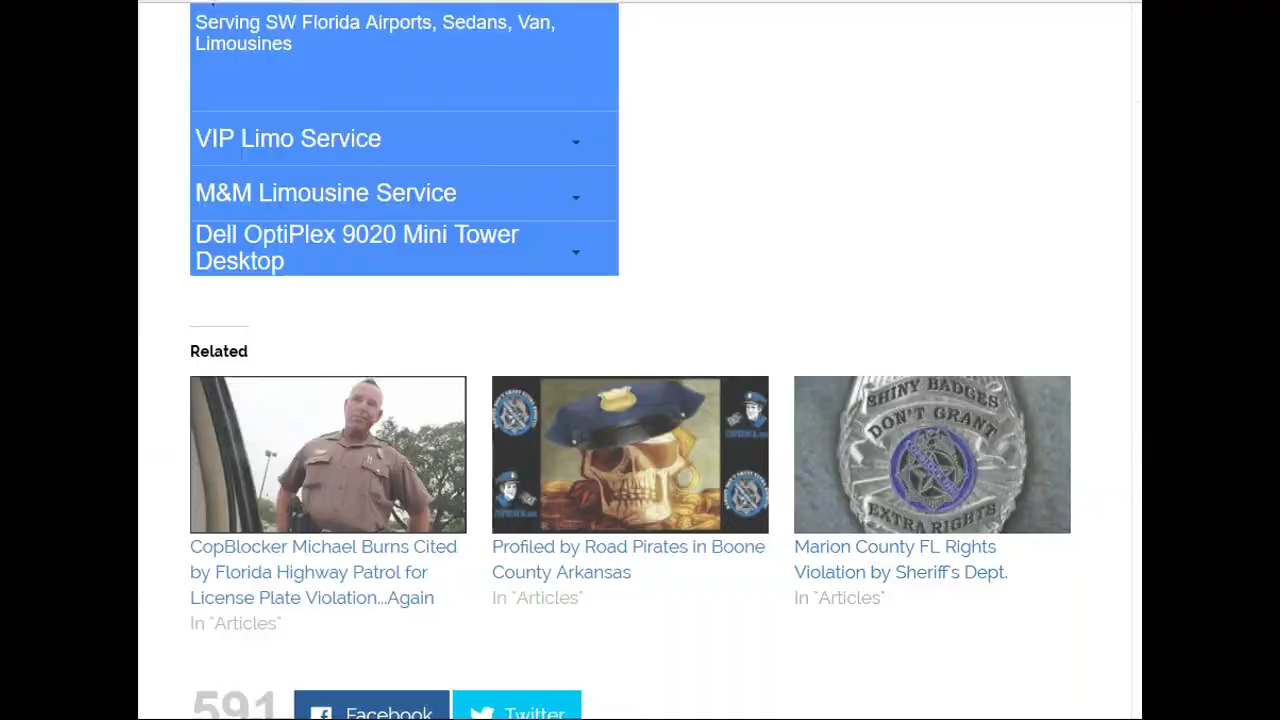 Serving SW Florida Airports, Sedans, Van,
Limousines
VIP Limo Service
M&M Limousine Service
Dell OptiPlex 9020 Mini Tower
Desktop
Related
SHINY BADGES
DON'T GRANT
EXTRA RIGHTS
CopBlocker Michael Burns Cited
by Florida Highway Patrol for
License Plate Violation...Again
In "Articles"
Profiled by Road Pirates in Boone
County Arkansas
In "Articles"
Marion County FL Rights
Violation by Sheriff's Dept.
In "Articles"
591
Facebook
Twitter